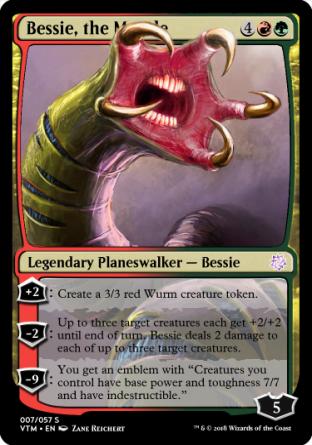 Bessie, the 4
Legendary Planeswalker — Bessie
+2: Create a 3/3 red Wurm creature token.
Up to three target creatures each get +2/+2
-2: until end of turn. Bessie deals 2 damage
to each of up to three target creatures.
You get an emblem with “Creatures you
-9: control have base power and toughness 7/7
and have indestructible.”
5
007/057 S
VTM • EN Zane Reichert
™ & © 2018 Wizards of the Coast